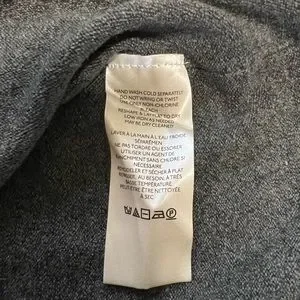 HAND WASH COLD SEPARATELY
DO NOT WRING OR TWIST
USE ONLY NON-CHLORINE
BLEACH
RESHAPE & LAY FLAT TO DRY
LOW IRON AS NEEDED
MAY BE DRY CLEANED
LAVER À LA MAIN À L'EAU FROIDE
SÉPARÉMENT
NE PAS TORDRE OU ESSORER
UTILISER UN AGENT DE
BLANCHIMENT SANS CHLORE SI
NÉCESSAIRE
REMODELER ET SÉCHER À PLAT
REPASSER AU BESOIN, À TRÈS
BASSE TEMPÉRATURE
PEUT-ÊTRE ÊTRE NETTOYÉE
À SEC